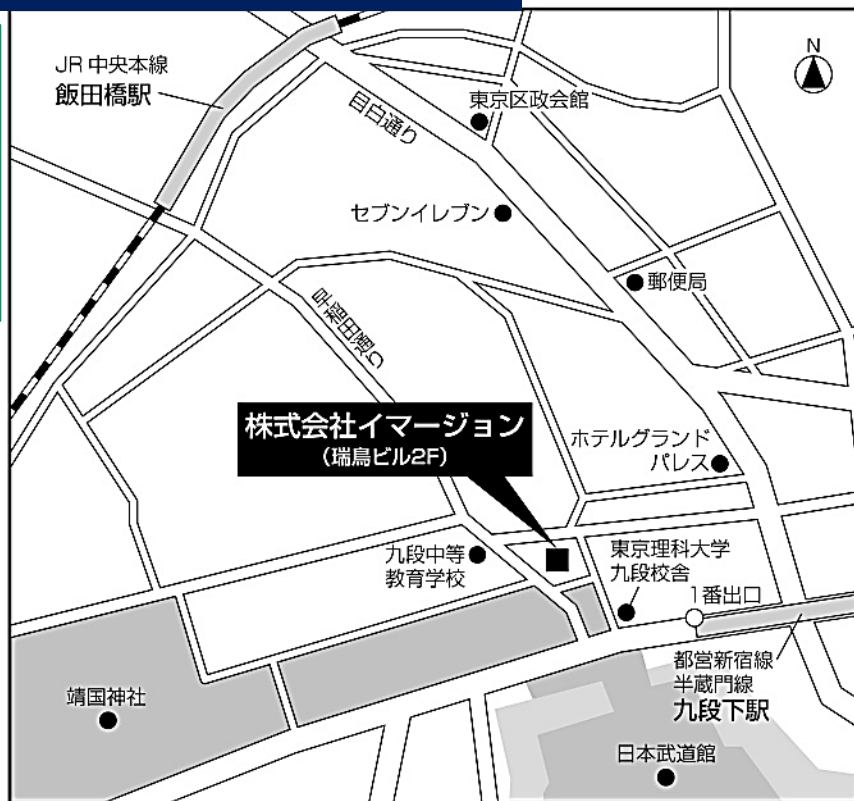 N
JR 中央本線
飯田橋駅
目白通り
東京区政会館
セブンイレブン
郵便局
早稲田通り
株式会社イマージョン
（瑞鳥ビル2F）
ホテルグランド
パレス
九段中等
教育学校
東京理科大学
九段校舎
1番出口
都営新宿線
半蔵門線
九段下駅
靖国神社
日本武道館